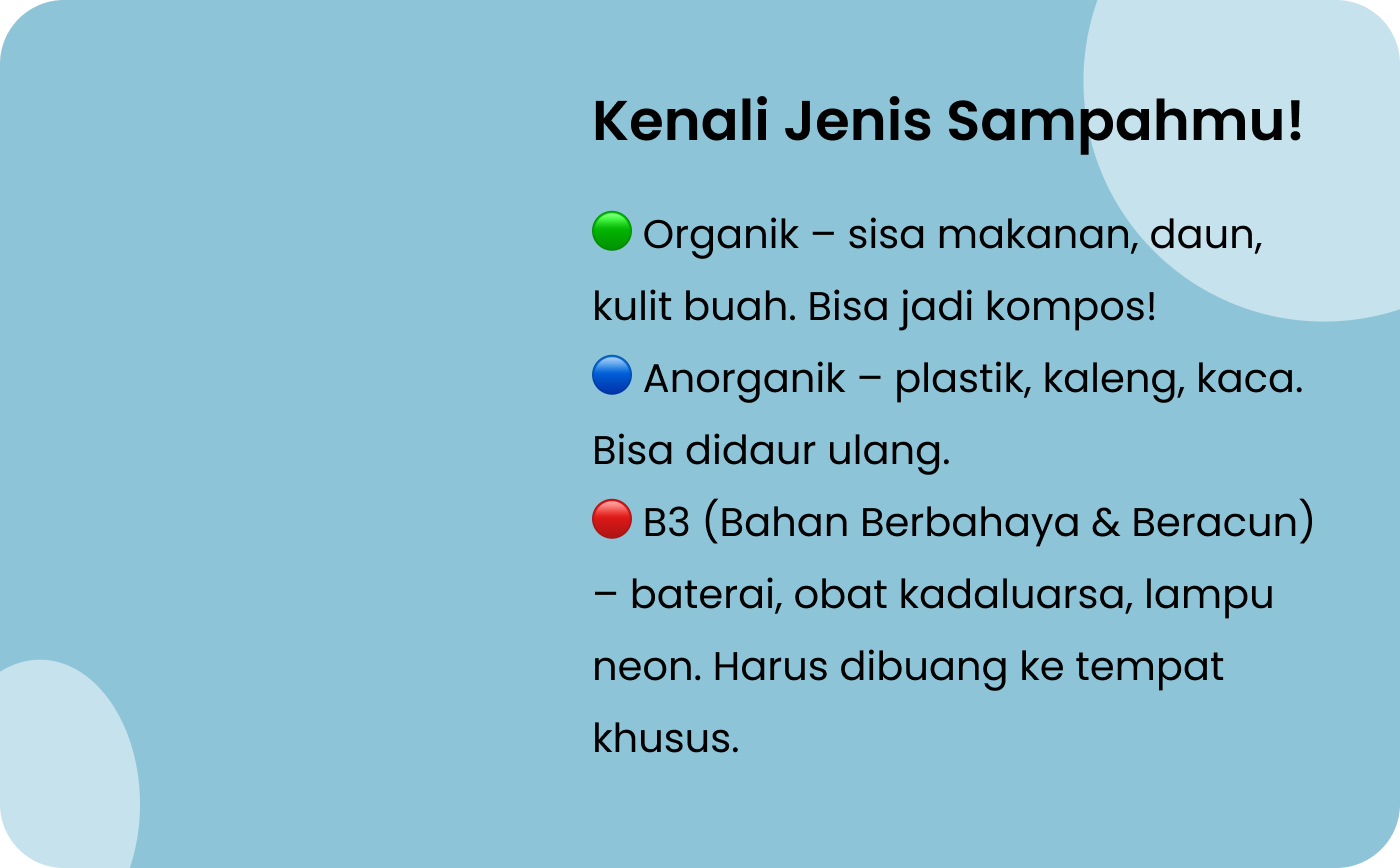 Kenali Jenis Sampahmu!
🟢 Organik – sisa makanan, daun,
kulit buah. Bisa jadi kompos!
🔵 Anorganik – plastik, kaleng, kaca.
Bisa didaur ulang.
🔴 B3 (Bahan Berbahaya & Beracun)
– baterai, obat kadaluarsa, lampu
neon. Harus dibuang ke tempat
khusus.